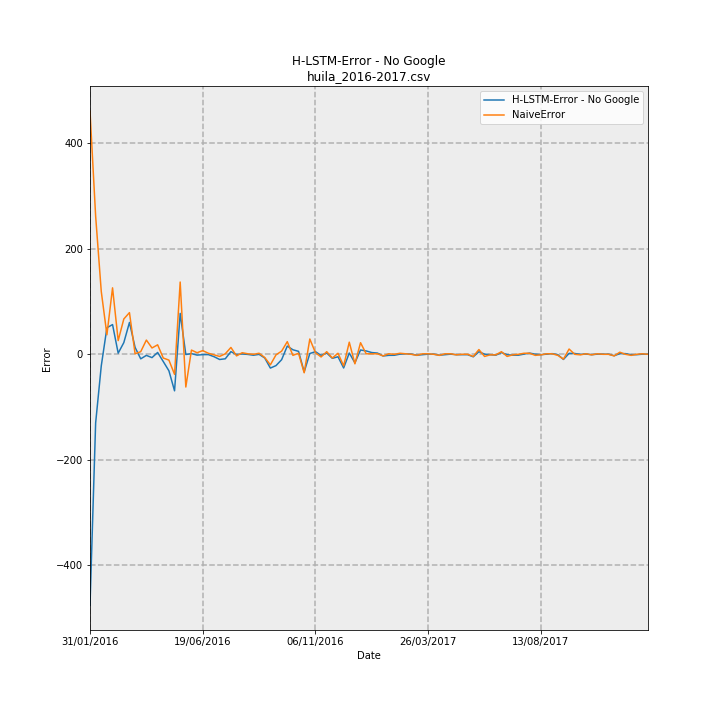 H-LSTM-Error - No Google
huila_2016-2017.csv
H-LSTM-Error - No Google
NaiveError
400
200
0
−200
−400
Error
31/01/2016
19/06/2016
06/11/2016
26/03/2017
13/08/2017
Date